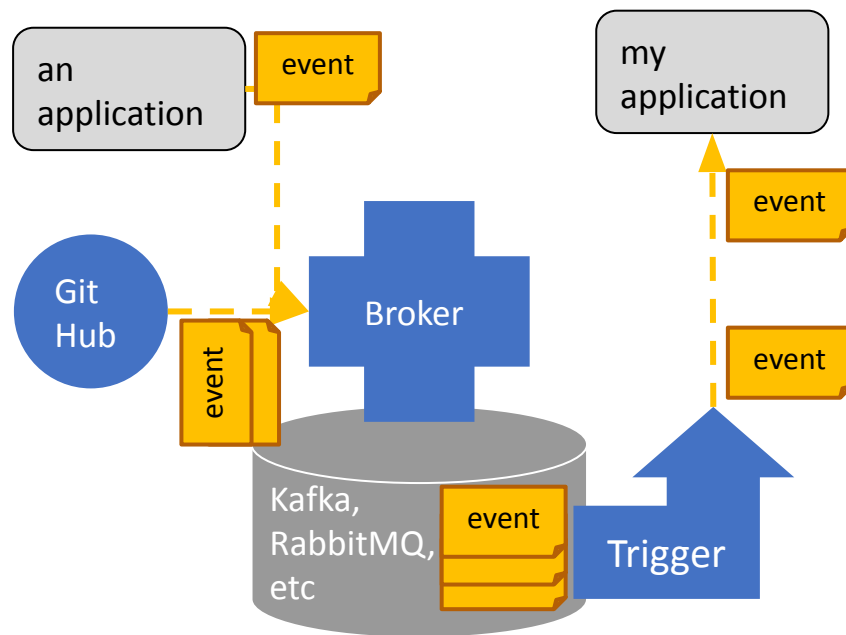 an
application
event
my
application
event
Git
Hub
Broker
event
event
Kafka,
RabbitMQ,
etc
event
Trigger